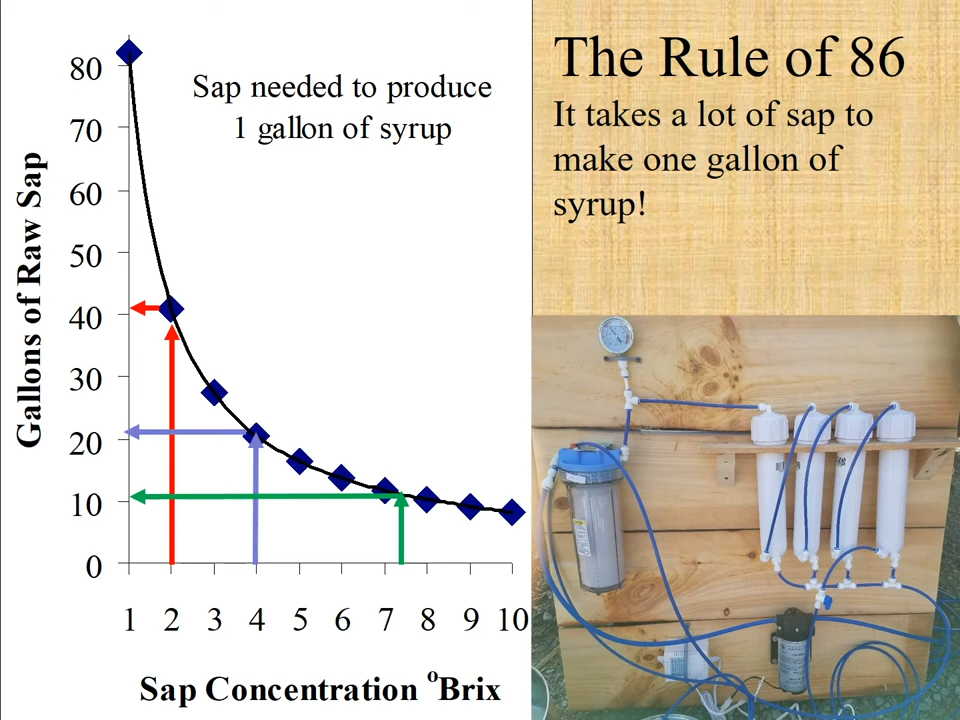 Sap needed to produce
1 gallon of syrup
Gallons of Raw Sap
80
70
60
50
40
30
20
10
0
1 2 3 4 5 6 7 8 9 10
Sap Concentration ºBrix
The Rule of 86
It takes a lot of sap to
make one gallon of
syrup!